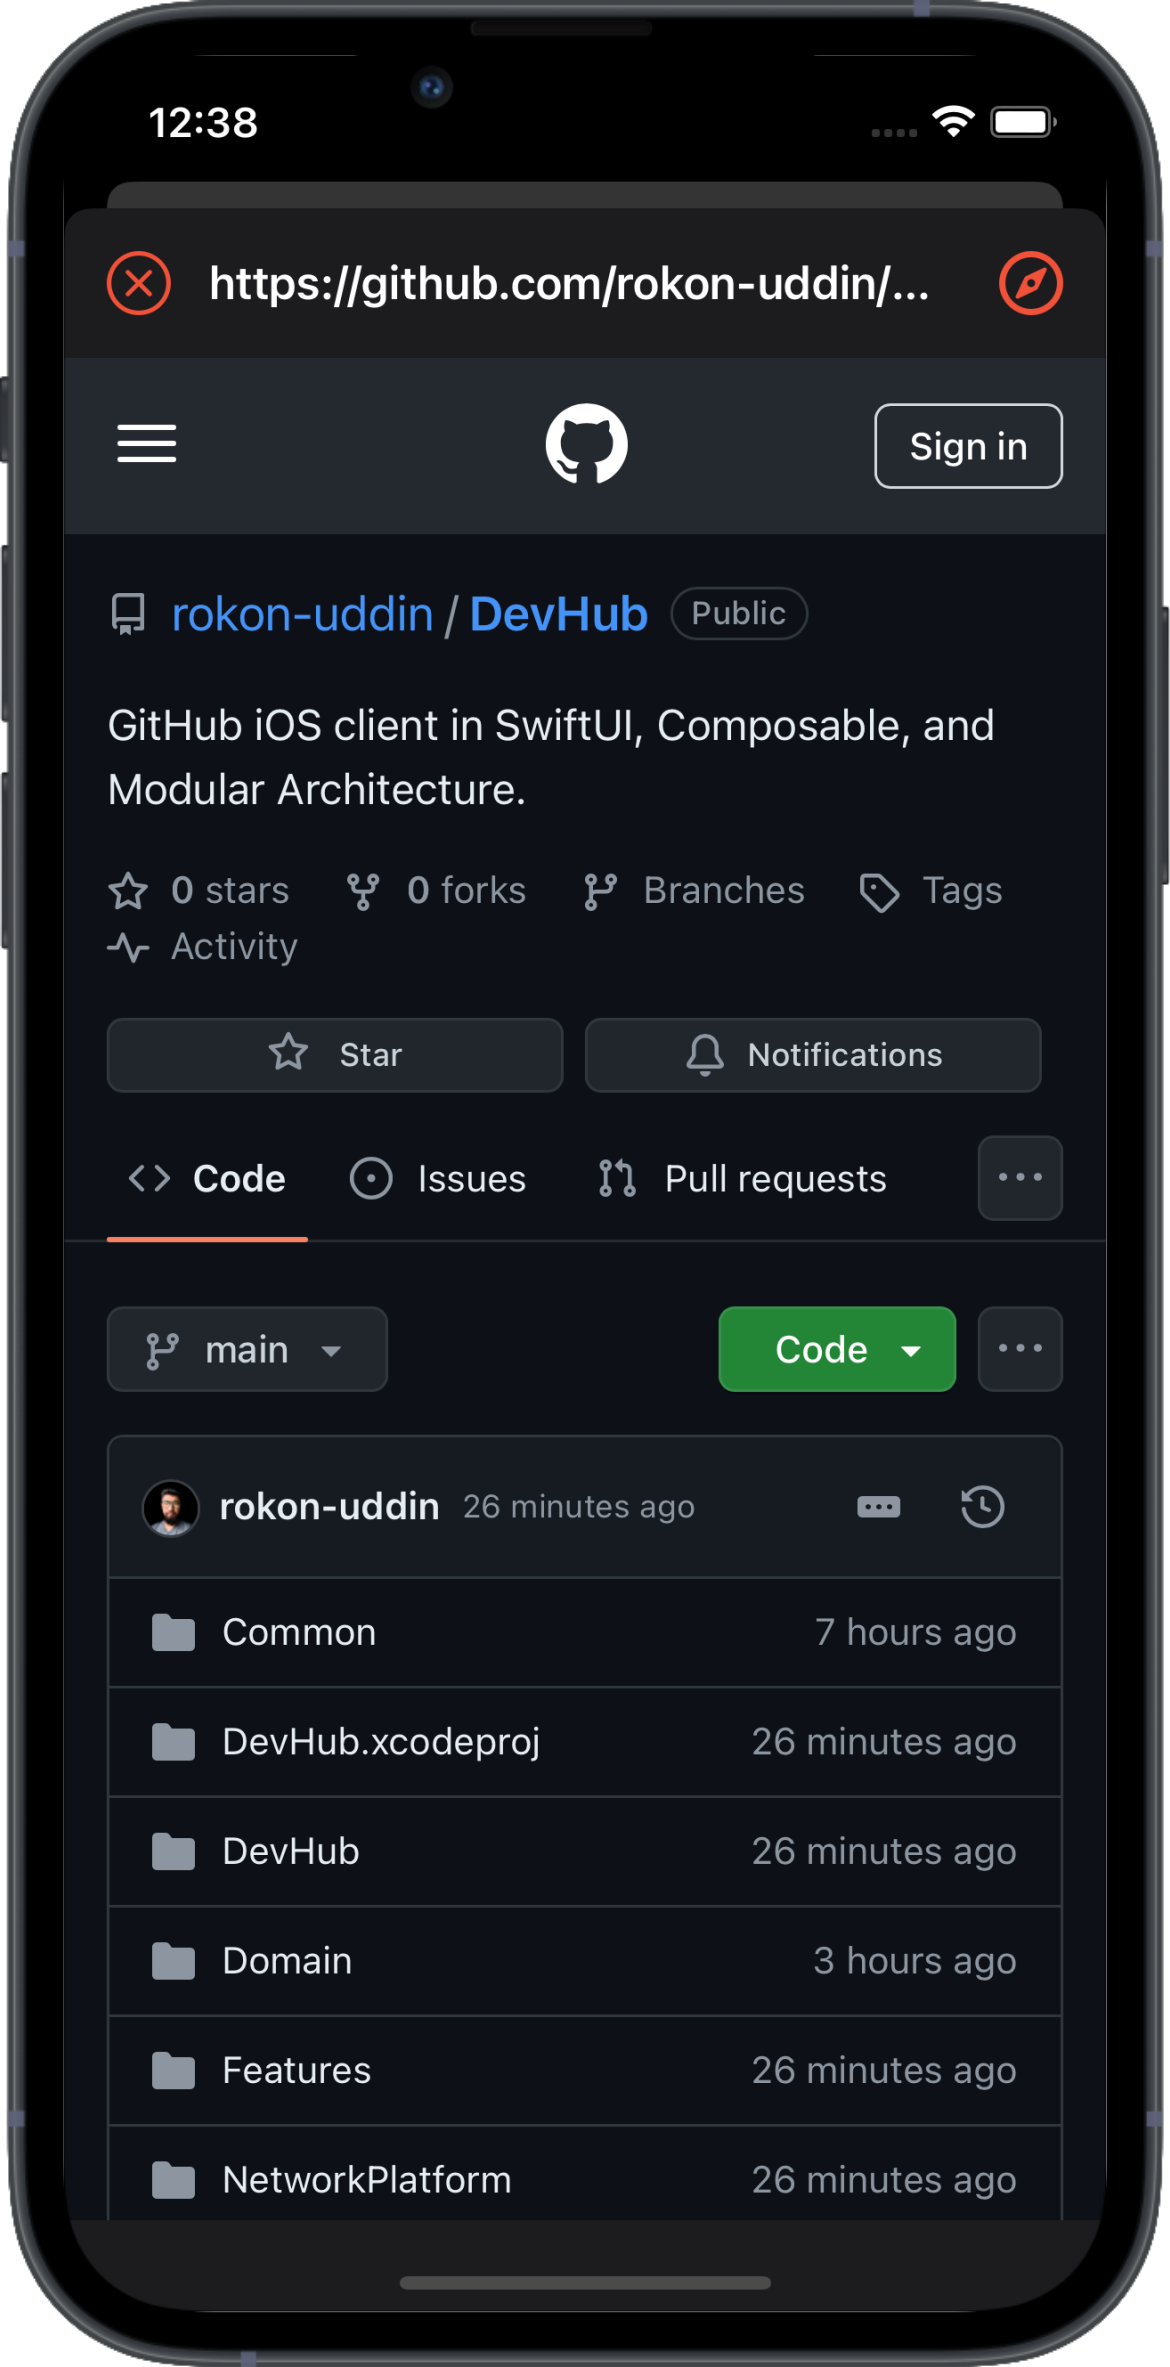 12:38
https://github.com/rokon-uddin/...
Sign in
rokon-uddin / DevHub Public
GitHub iOS client in SwiftUI, Composable, and
Modular Architecture.
0 stars 0 forks Branches Tags
Activity
Star Notifications
Code Issues Pull requests
main Code
rokon-uddin 26 minutes ago
Common 7 hours ago
DevHub.xcodeproj 26 minutes ago
DevHub 26 minutes ago
Domain 3 hours ago
Features 26 minutes ago
NetworkPlatform 26 minutes ago